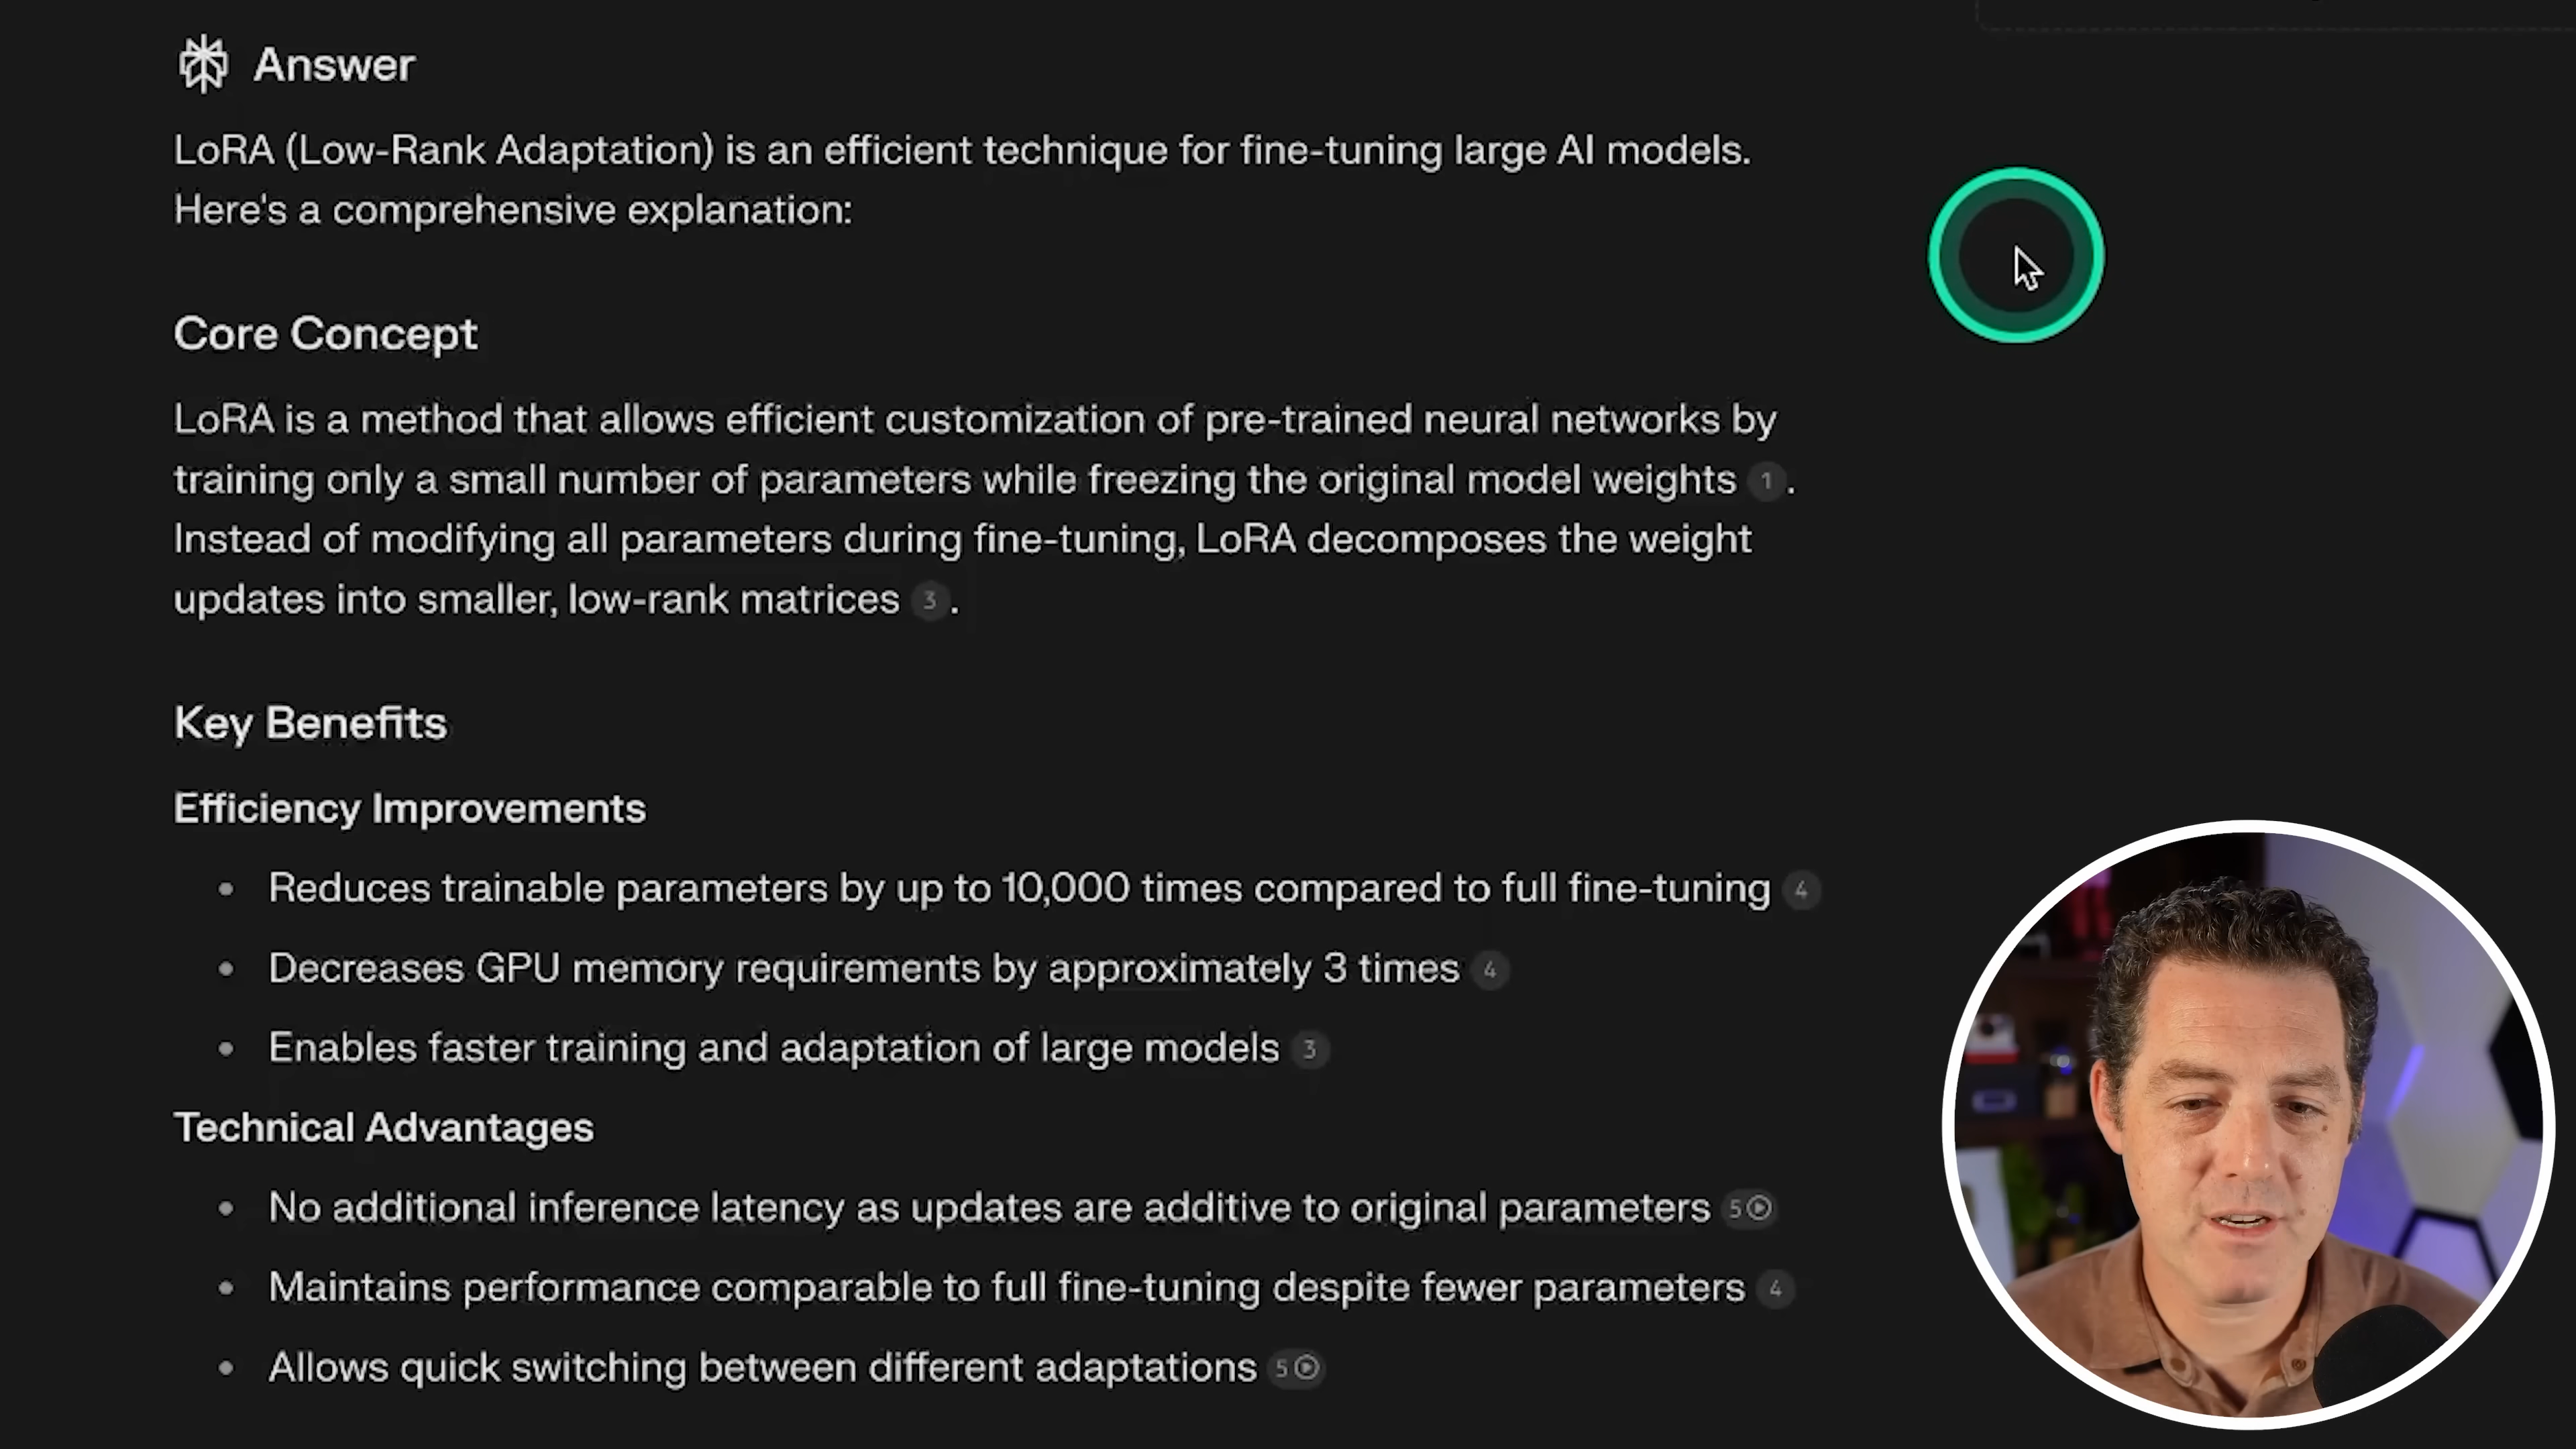 Answer
LoRA (Low-Rank Adaptation) is an efficient technique for fine-tuning large AI models.
Here's a comprehensive explanation:
Core Concept
LoRA is a method that allows efficient customization of pre-trained neural networks by
training only a small number of parameters while freezing the original model weights 1.
Instead of modifying all parameters during fine-tuning, LoRA decomposes the weight
updates into smaller, low-rank matrices 3.
Key Benefits
Efficiency Improvements
• Reduces trainable parameters by up to 10,000 times compared to full fine-tuning 4
• Decreases GPU memory requirements by approximately 3 times 4
• Enables faster training and adaptation of large models 3
Technical Advantages
• No additional inference latency as updates are additive to original parameters 5
• Maintains performance comparable to full fine-tuning despite fewer parameters 4
• Allows quick switching between different adaptations 5